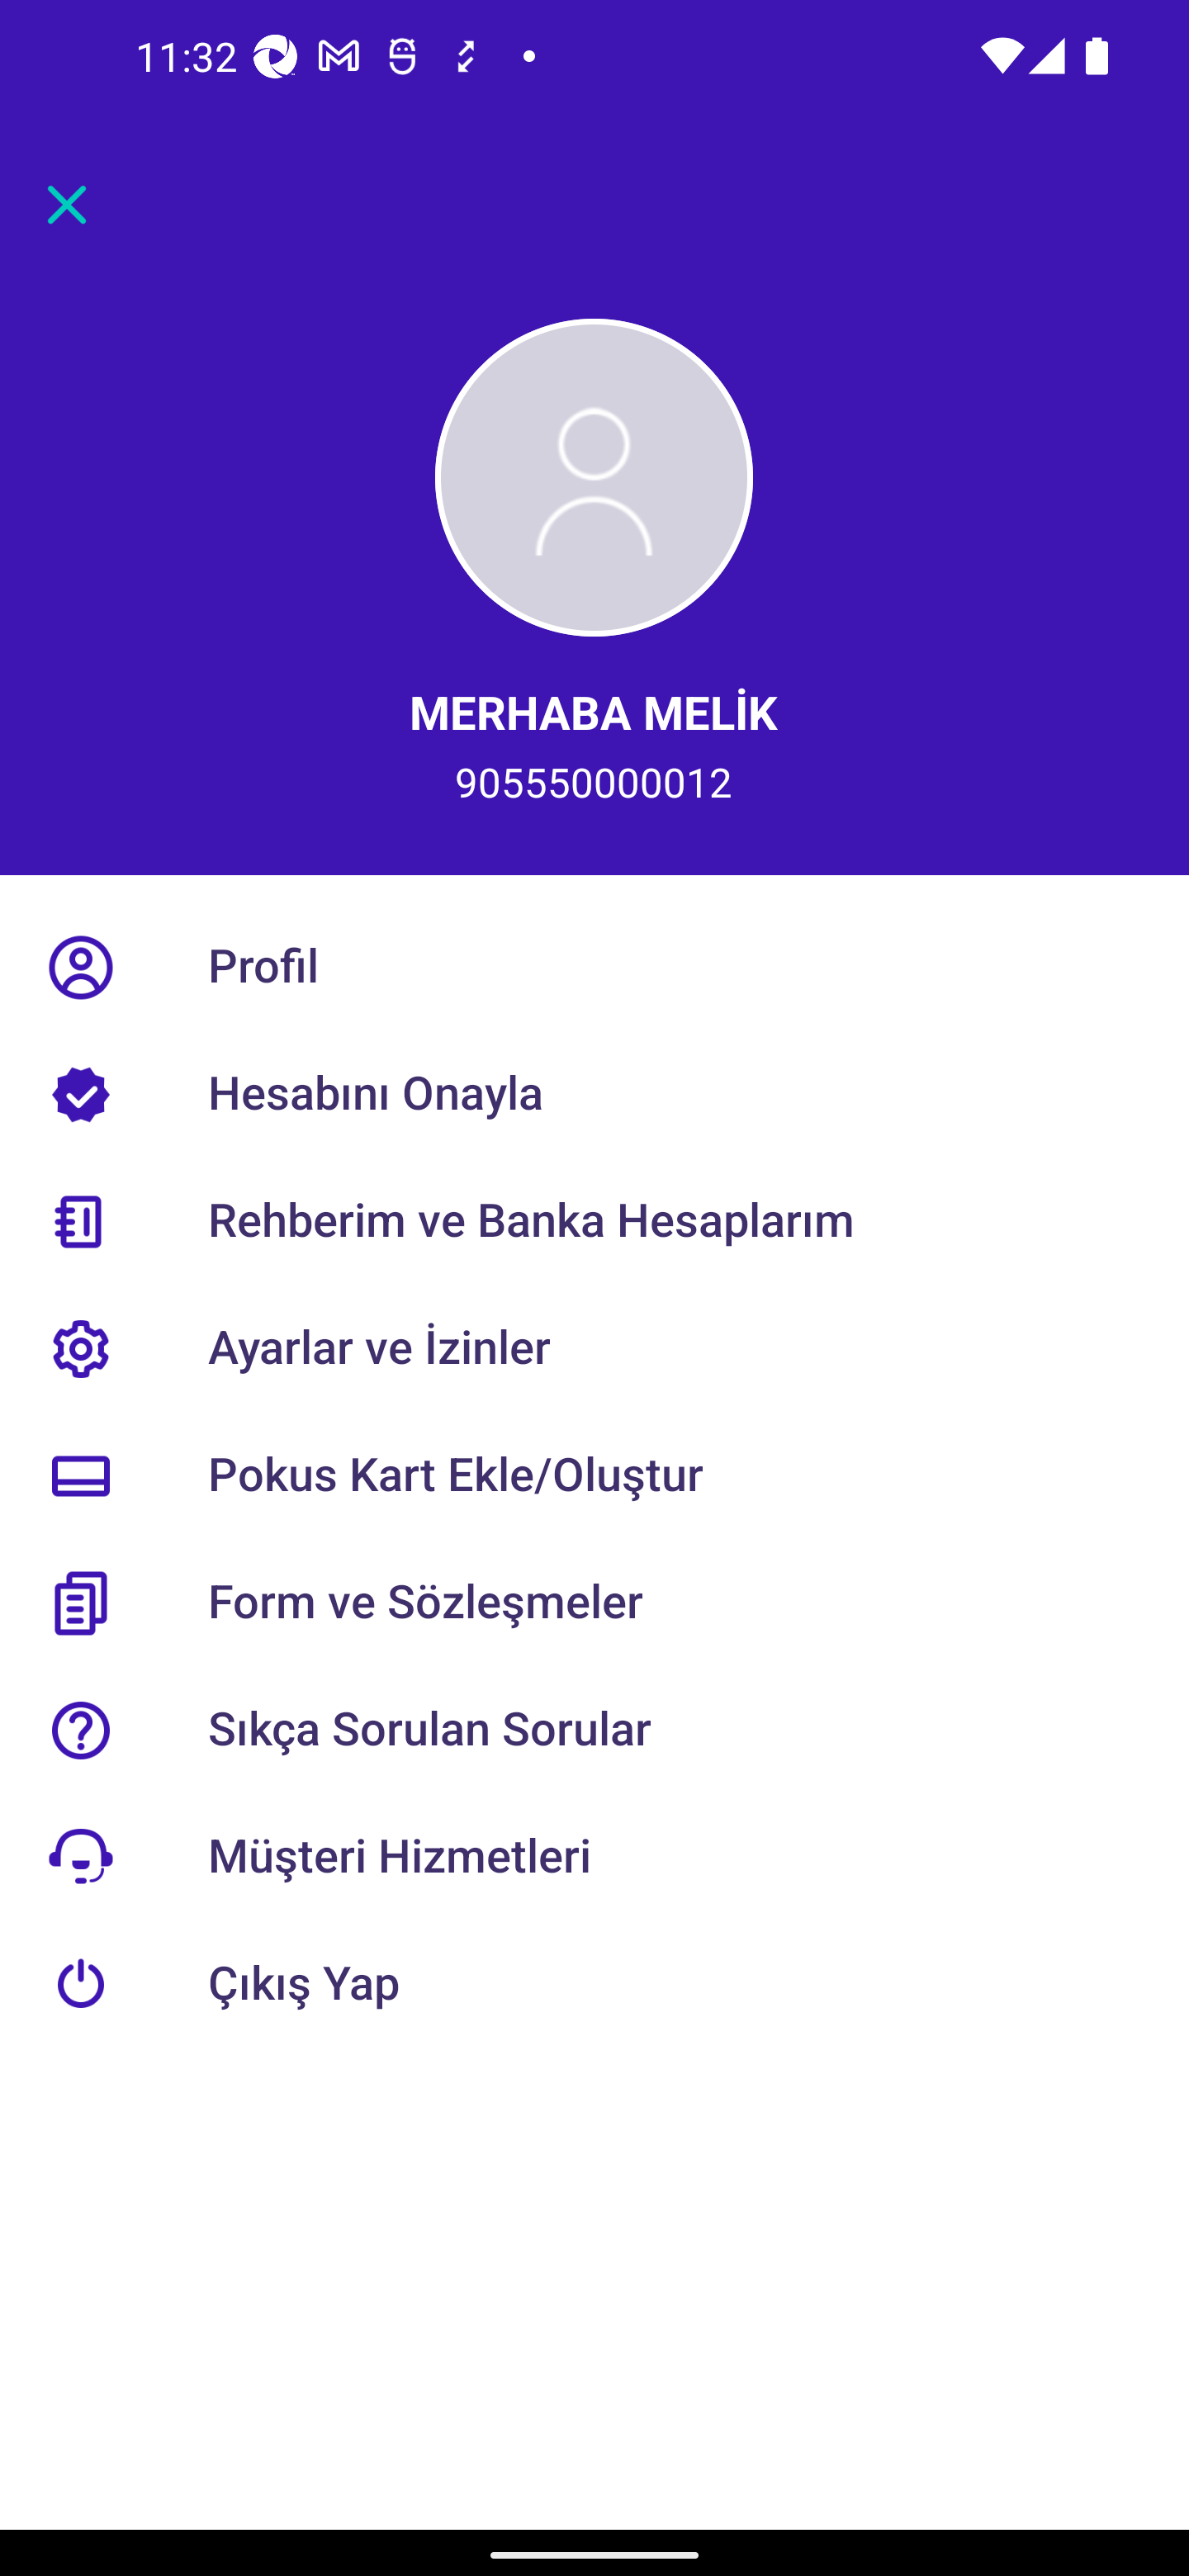 11:32
MERHABA MELİK
905550000012
Profil
Hesabını Onayla
Rehberim ve Banka Hesaplarım
Ayarlar ve İzinler
Pokus Kart Ekle/Oluştur
Form ve Sözleşmeler
Sıkça Sorulan Sorular
Müşteri Hizmetleri
Çıkış Yap